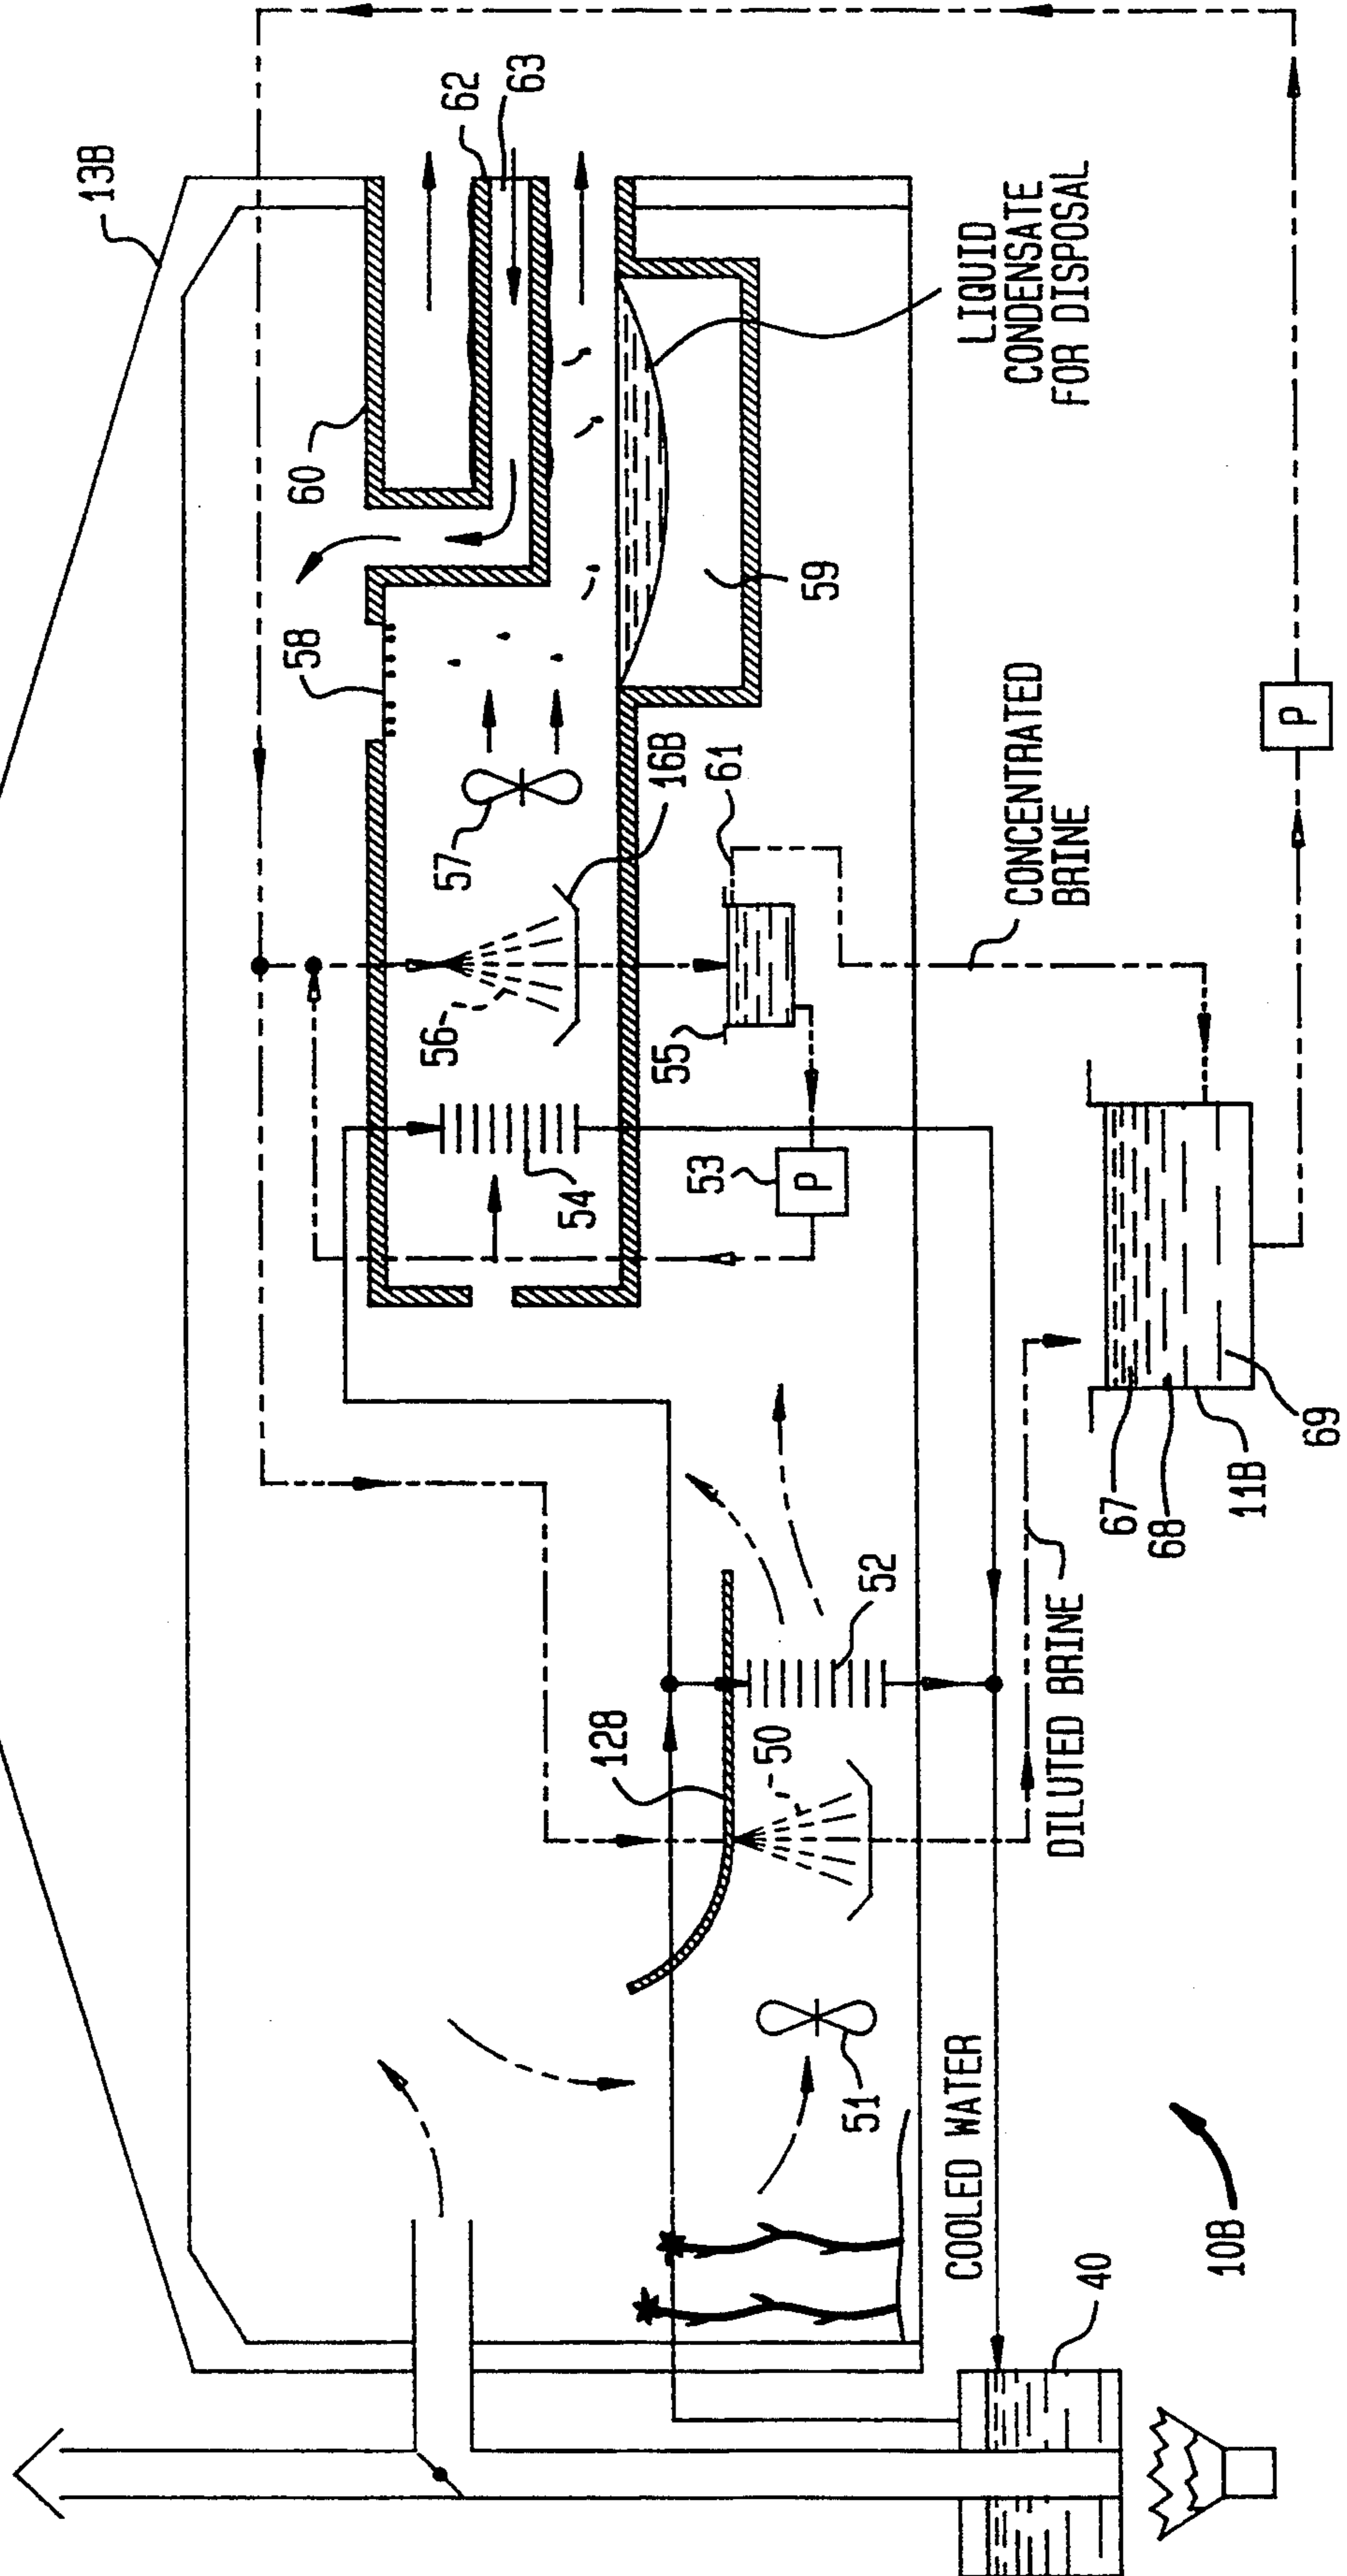 13B
62
63
60
58
57
56
16B
61
55
54
53
P
59
LIQUID
CONDENSATE
FOR DISPOSAL
CONCENTRATED
BRINE
P
128
50
52
51
67
68
11B
69
DILUTED BRINE
COOLED WATER
40
10B